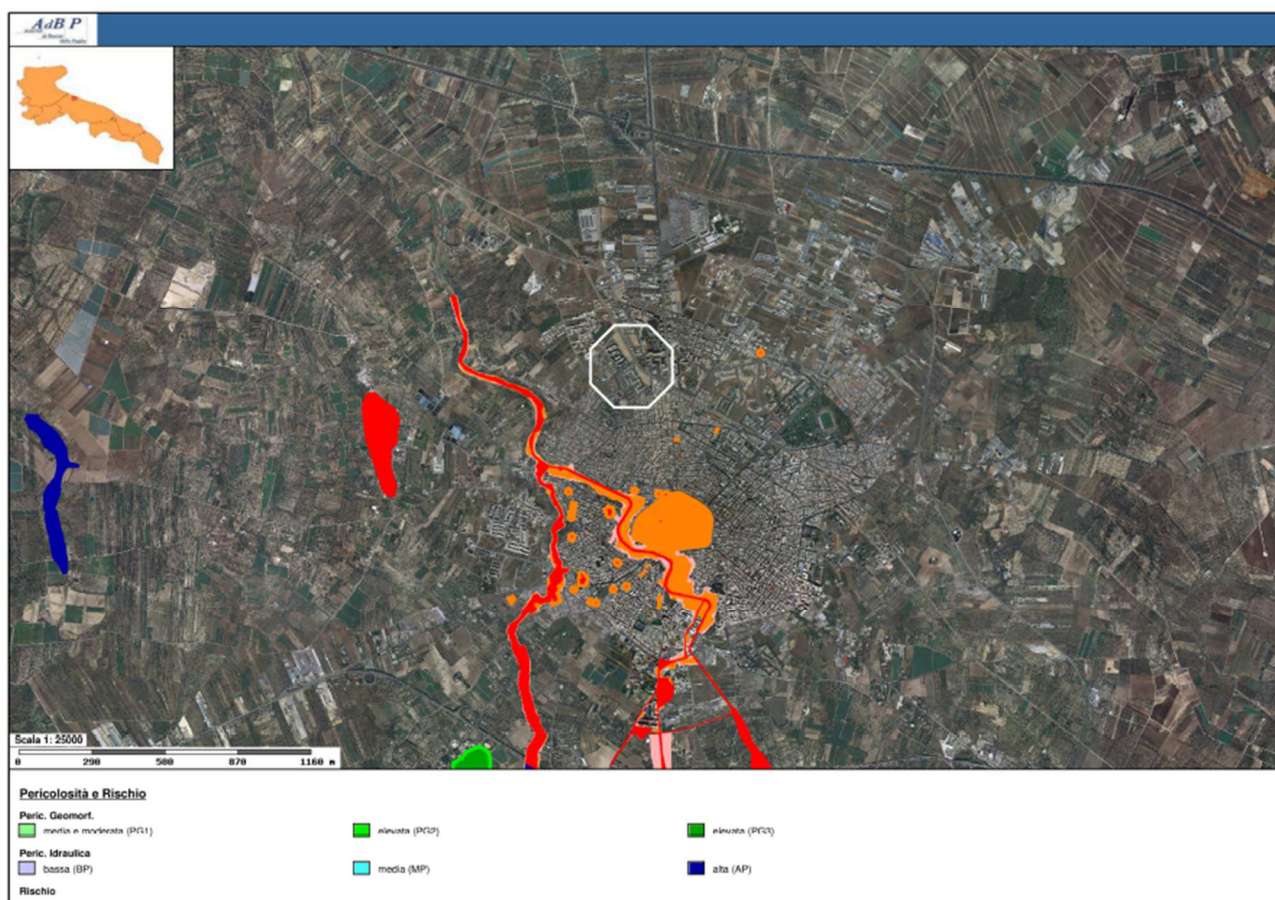 AdB P
Scala 1: 25000
0 290 580 870 1160 m
Pericolosità e Rischio
Peric. Geomorf.
media e moderata (PG1) elevata (PG2) elevata (PG3)
Peric. Idraulica
bassa (BP) media (MP) alta (AP)
Rischio